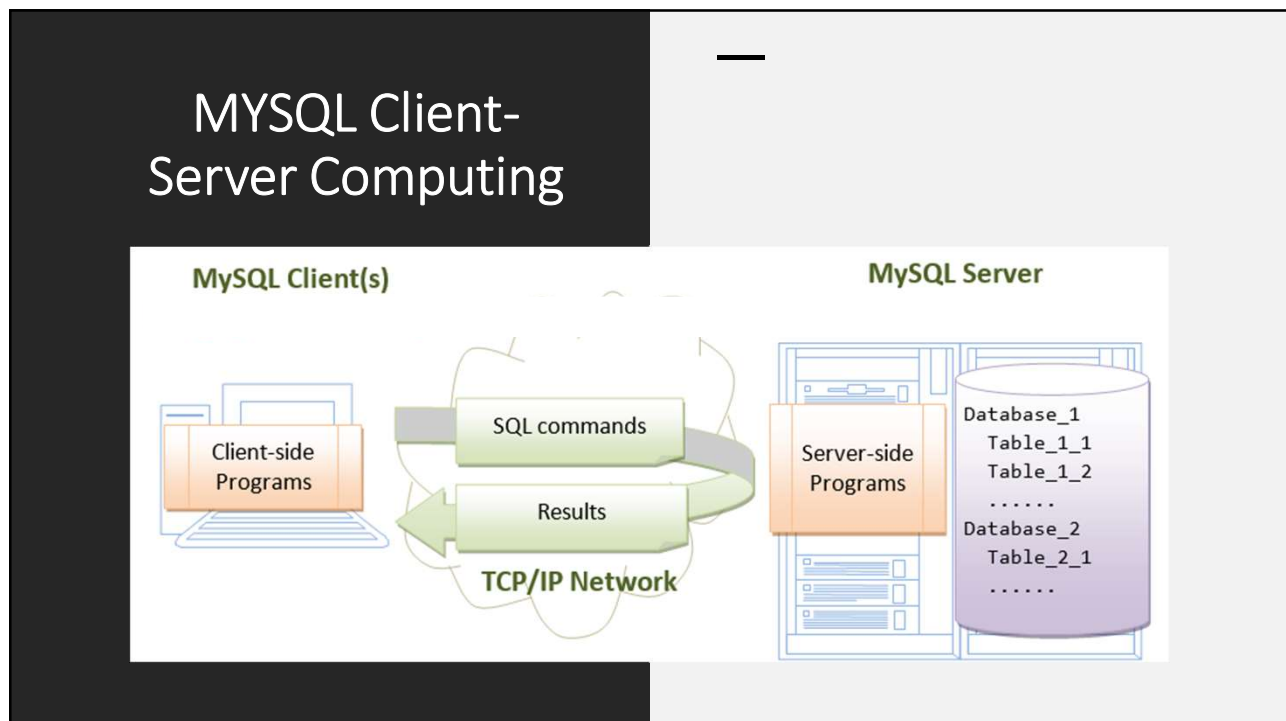 MYSQL Client-
Server Computing
MySQL Client(s)
MySQL Server
Client-side
Programs
SQL commands
Results
TCP/IP Network
Server-side
Programs
Database_1
Table_1_1
Table_1_2
......
Database_2
Table_2_1
......